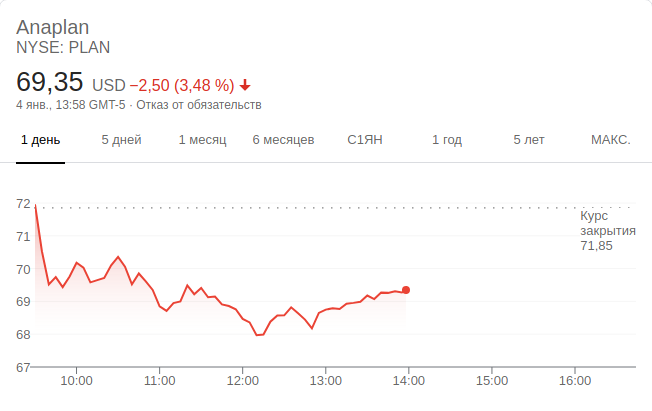 Anaplan
NYSE: PLAN
69,35 USD −2,50 (3,48 %)
4 янв., 13:58 GMT-5 · Отказ от обязательств
1 день 5 дней 1 месяц 6 месяцев С1ЯН 1 год 5 лет МАКС.
72
Курс
закрытия
71,85
71
70
69
68
67
10:00 11:00 12:00 13:00 14:00 15:00 16:00